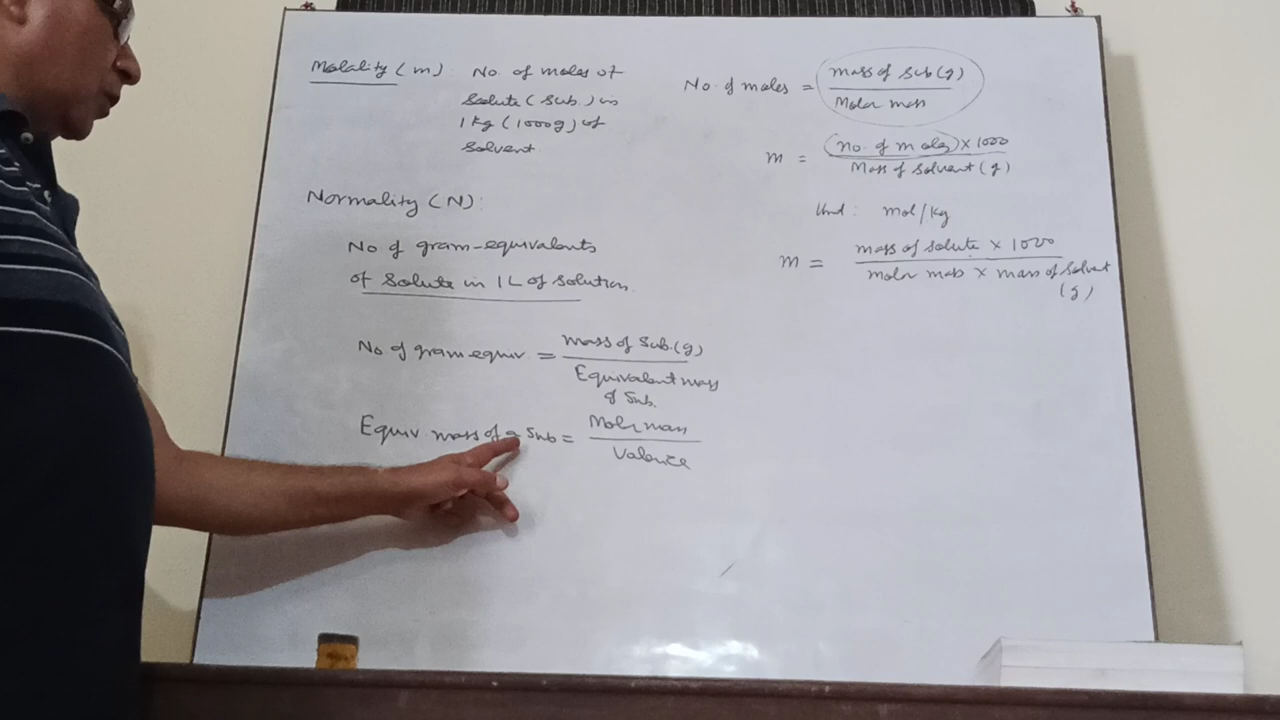 Molality (m): No. of moles of
Solute (Sub.) in
1 kg (1000g) of
Solvent
Normality (N):
No of gram-equivalents
of Solute in 1 L of solution.
No of gram equiv. = Mass of Sub.(g)
Equivalent mass
of Sub.
Equiv mass of a Sub = Molar mass
Valence
No. of moles = mass of Sub (g)
Molar mass
m = (no. of moles) × 1000
Mass of solvent (g)
Unit: mol/kg
m = mass of solute × 1000
molar mass × mass of solvent
(g)